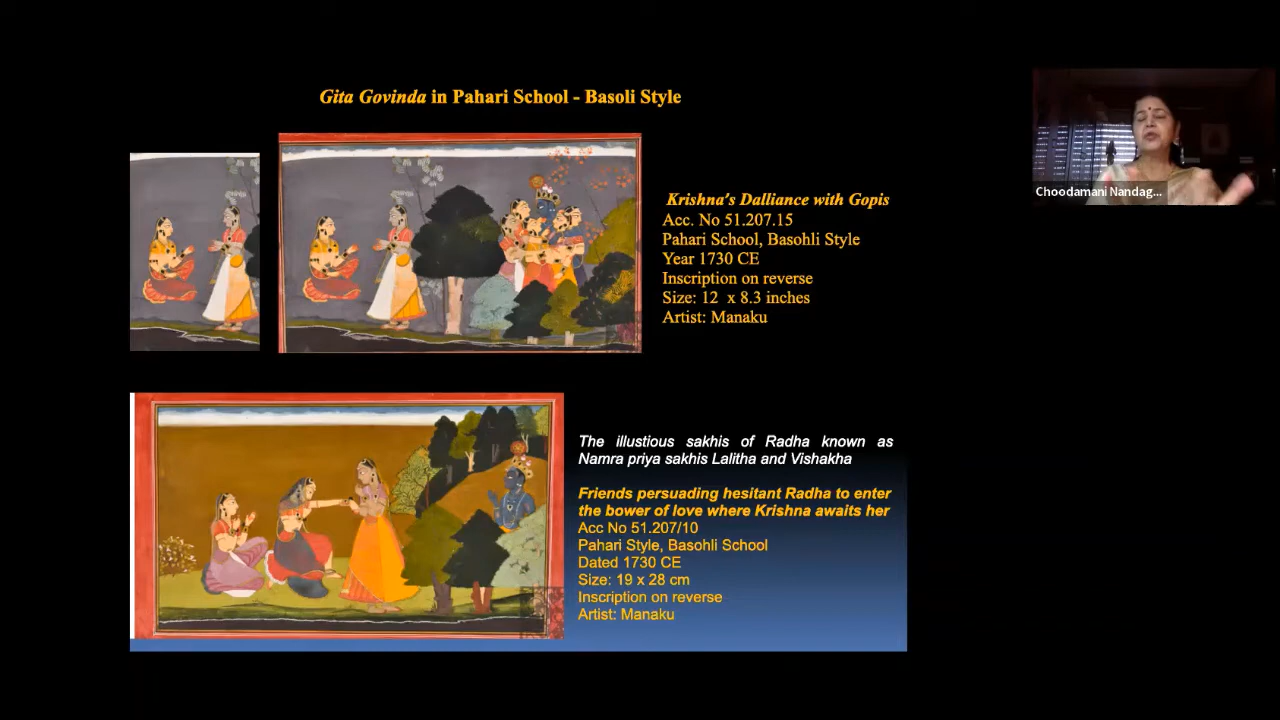 Gita Govinda in Pahari School - Basoli Style
Krishna's Dalliance with Gopis
Acc. No 51.207.15
Pahari School, Basohli Style
Year 1730 CE
Inscription on reverse
Size: 12 x 8.3 inches
Artist: Manaku
Choodamani Nandag...
The illustious sakhis of Radha known as
Namra priya sakhis Lalitha and Vishakha
Friends persuading hesitant Radha to enter
the bower of love where Krishna awaits her
Acc No 51.207/10
Pahari Style, Basohli School
Dated 1730 CE
Size: 19 x 28 cm
Inscription on reverse
Artist: Manaku